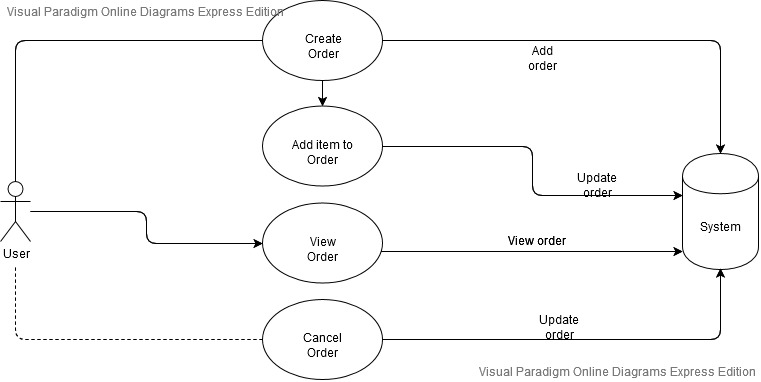 Visual Paradigm Online Diagrams Express Edition
Create
Order
Add
order
Add item to
Order
Update
order
System
View
Order
View order
User
Cancel
Order
Update
order
Visual Paradigm Online Diagrams Express Edition